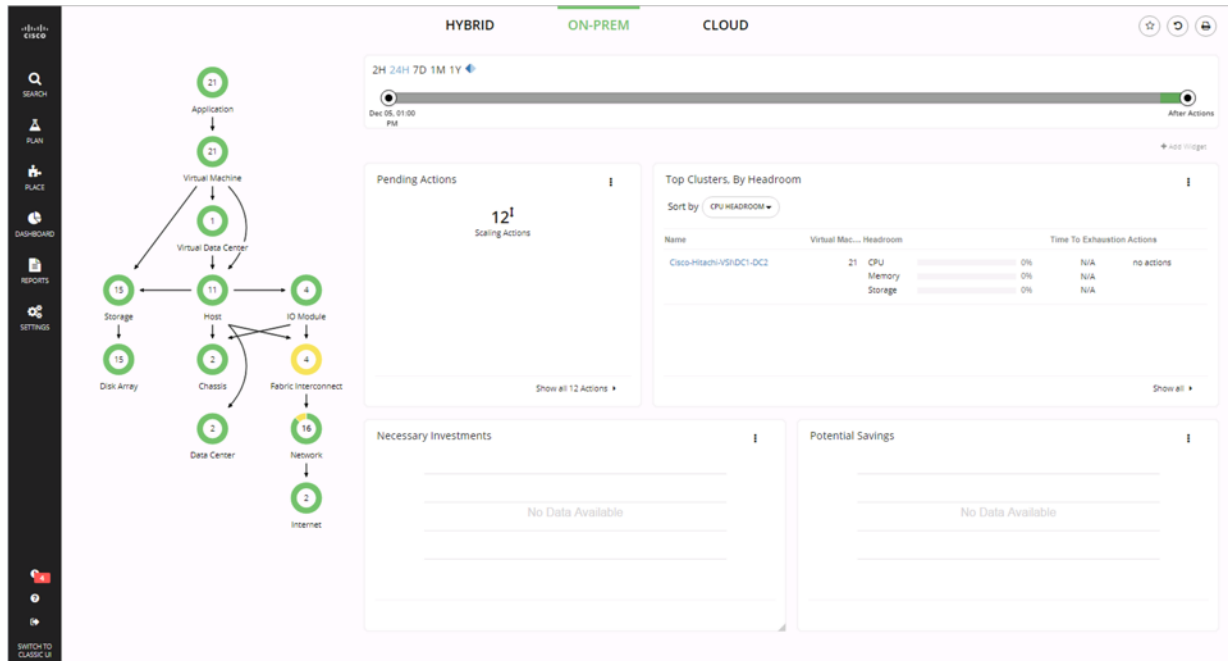 CISCO
SEARCH
PLAN
PLACE
DASHBOARD
REPORTS
SETTINGS
4
SWITCH TO
CLASSIC UI
HYBRID
ON-PREM
CLOUD
21
Application
21
Virtual Machine
1
Virtual Data Center
15
11
4
Storage
Host
IO Module
15
2
4
Disk Array
Chassis
Fabric Interconnect
2
16
Data Center
Network
2
Internet
2H 24H 7D 1M 1Y
Dec 05, 01:00
PM
After Actions
Add Widget
Pending Actions
12
Scaling Actions
Show all 12 Actions
Top Clusters, By Headroom
Sort by CPU HEADROOM
Name Virtual Mac... Headroom Time To Exhaustion Actions
Cisco-Hitachi-VSI\DC1-DC2 21 CPU 0% N/A no actions
Memory 0% N/A
Storage 0% N/A
Show all
Necessary Investments
No Data Available
Potential Savings
No Data Available